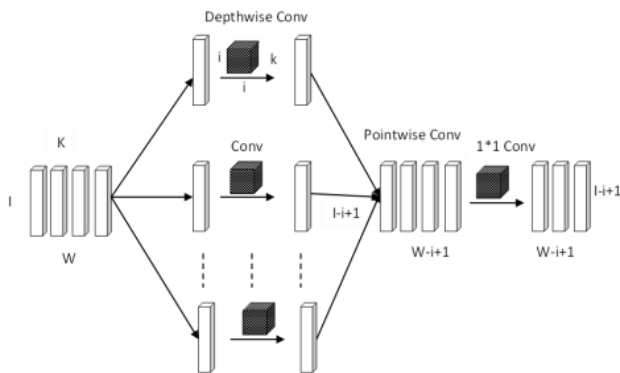 Depthwise Conv
i
k
i
K
I
W
Conv
I-i+1
Pointwise Conv
W-i+1
1*1 Conv
I-i+1
W-i+1